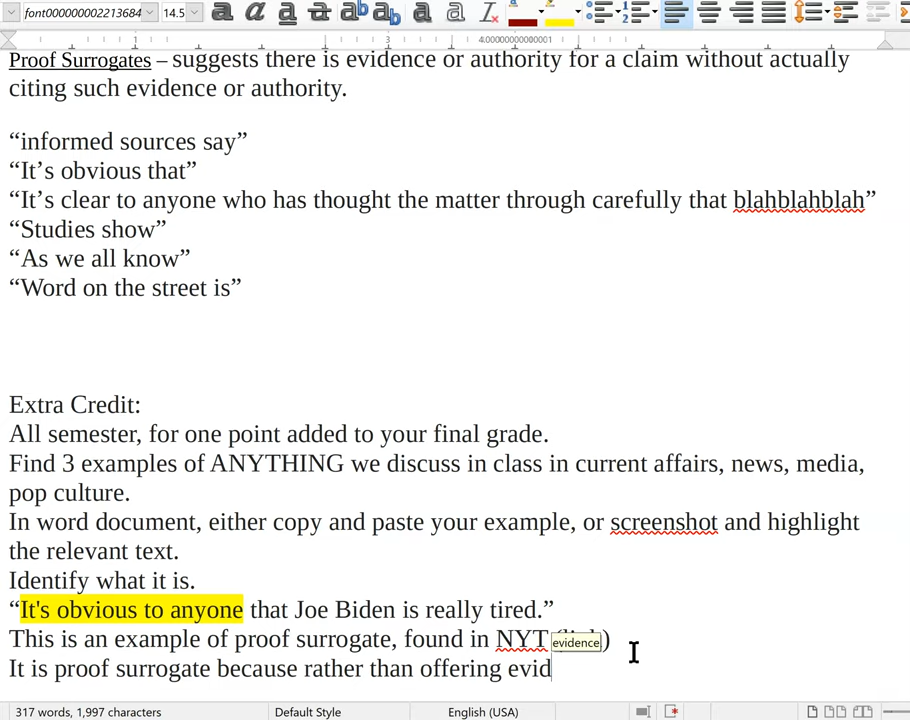 font000000002213684
14.5
1
3
4.00000000000001
Proof Surrogates – suggests there is evidence or authority for a claim without actually
citing such evidence or authority.
“informed sources say”
“It’s obvious that”
“It’s clear to anyone who has thought the matter through carefully that blahblahblah”
“Studies show”
“As we all know”
“Word on the street is”
Extra Credit:
All semester, for one point added to your final grade.
Find 3 examples of ANYTHING we discuss in class in current affairs, news, media,
pop culture.
In word document, either copy and paste your example, or screenshot and highlight
the relevant text.
Identify what it is.
“It's obvious to anyone that Joe Biden is really tired.”
This is an example of proof surrogate, found in NYT
evidence
It is proof surrogate because rather than offering evid
317 words, 1,997 characters
Default Style
English (USA)